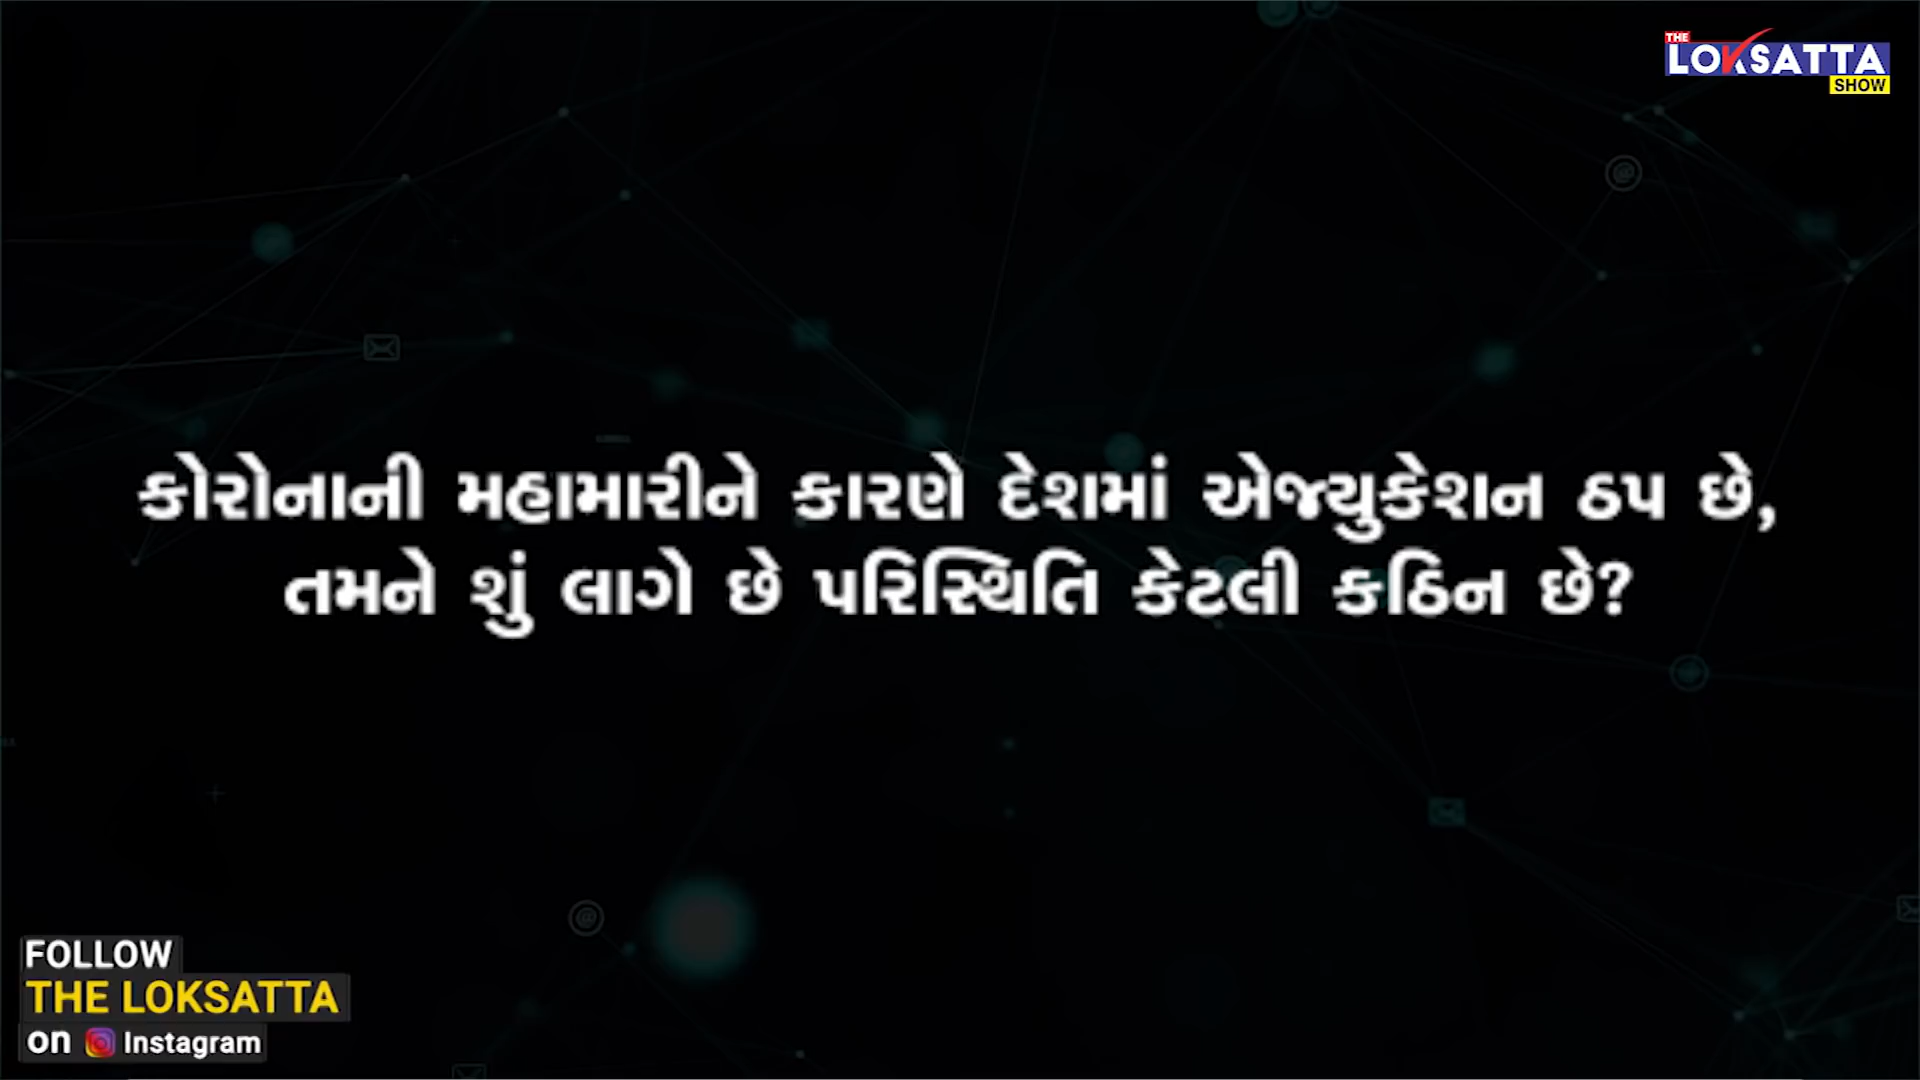 THE
LOKSATTA
SHOW
કોરોનાની મહામારીને કારણે દેશમાં એજ્યુકેશન ઠપ છે,
તમને શું લાગે છે પરિસ્થિતિ કેટલી કઠિન છે?
FOLLOW
THE LOKSATTA
on Instagram